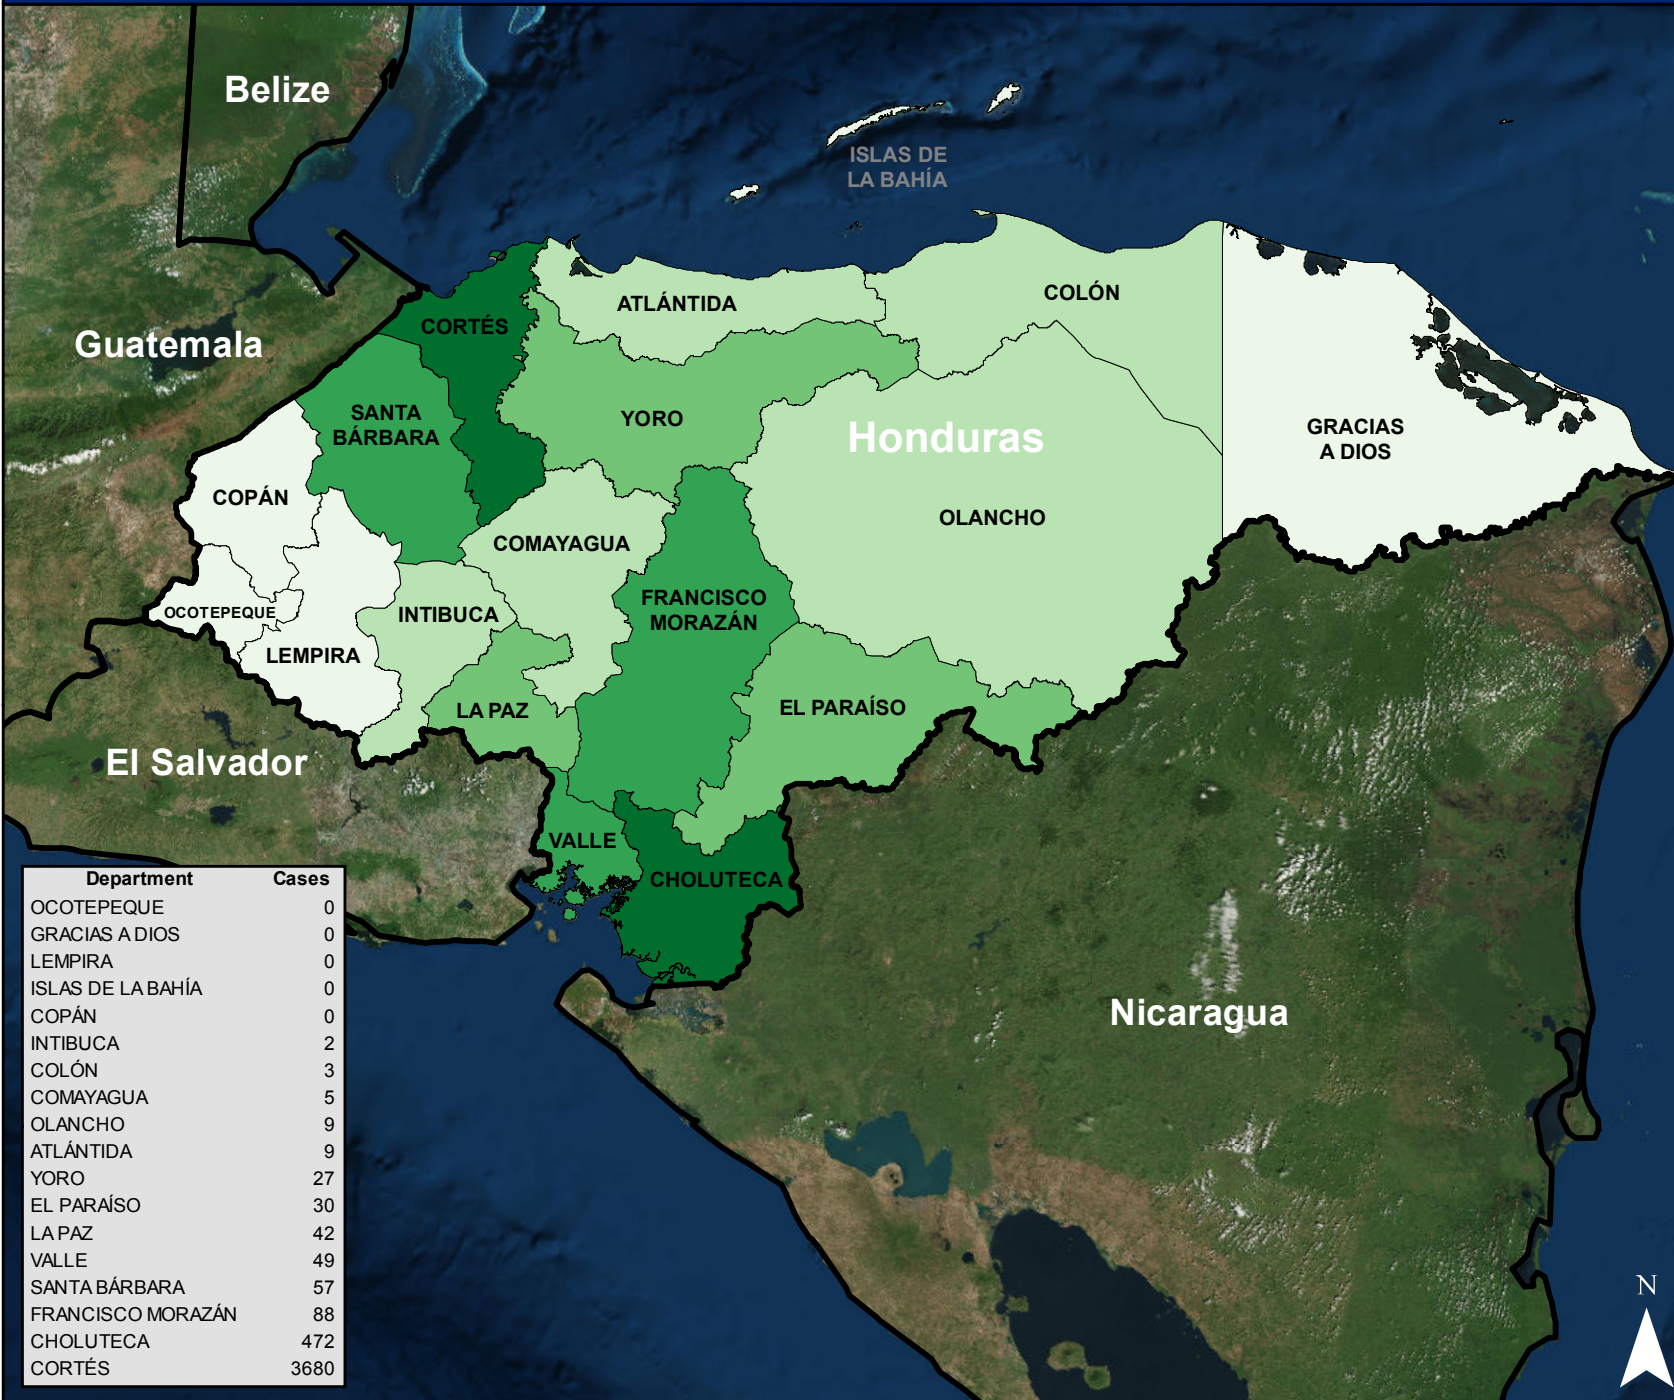 Belize
ISLAS DE
LA BAHÍA
ATLÁNTIDA
COLÓN
CORTÉS
Guatemala
SANTA
BÁRBARA
YORO
Honduras
GRACIAS
A DIOS
COPÁN
OLANCHO
COMAYAGUA
FRANCISCO
MORAZÁN
OCOTEPEQUE
INTIBUCA
LEMPIRA
LA PAZ
EL PARAÍSO
El Salvador
VALLE
CHOLUTECA
Nicaragua
Department Cases
OCOTEPEQUE 0
GRACIAS A DIOS 0
LEMPIRA 0
ISLAS DE LA BAHÍA 0
COPÁN 0
INTIBUCA 2
COLÓN 3
COMAYAGUA 5
OLANCHO 9
ATLÁNTIDA 9
YORO 27
EL PARAÍSO 30
LA PAZ 42
VALLE 49
SANTA BÁRBARA 57
FRANCISCO MORAZÁN 88
CHOLUTECA 472
CORTÉS 3680
N